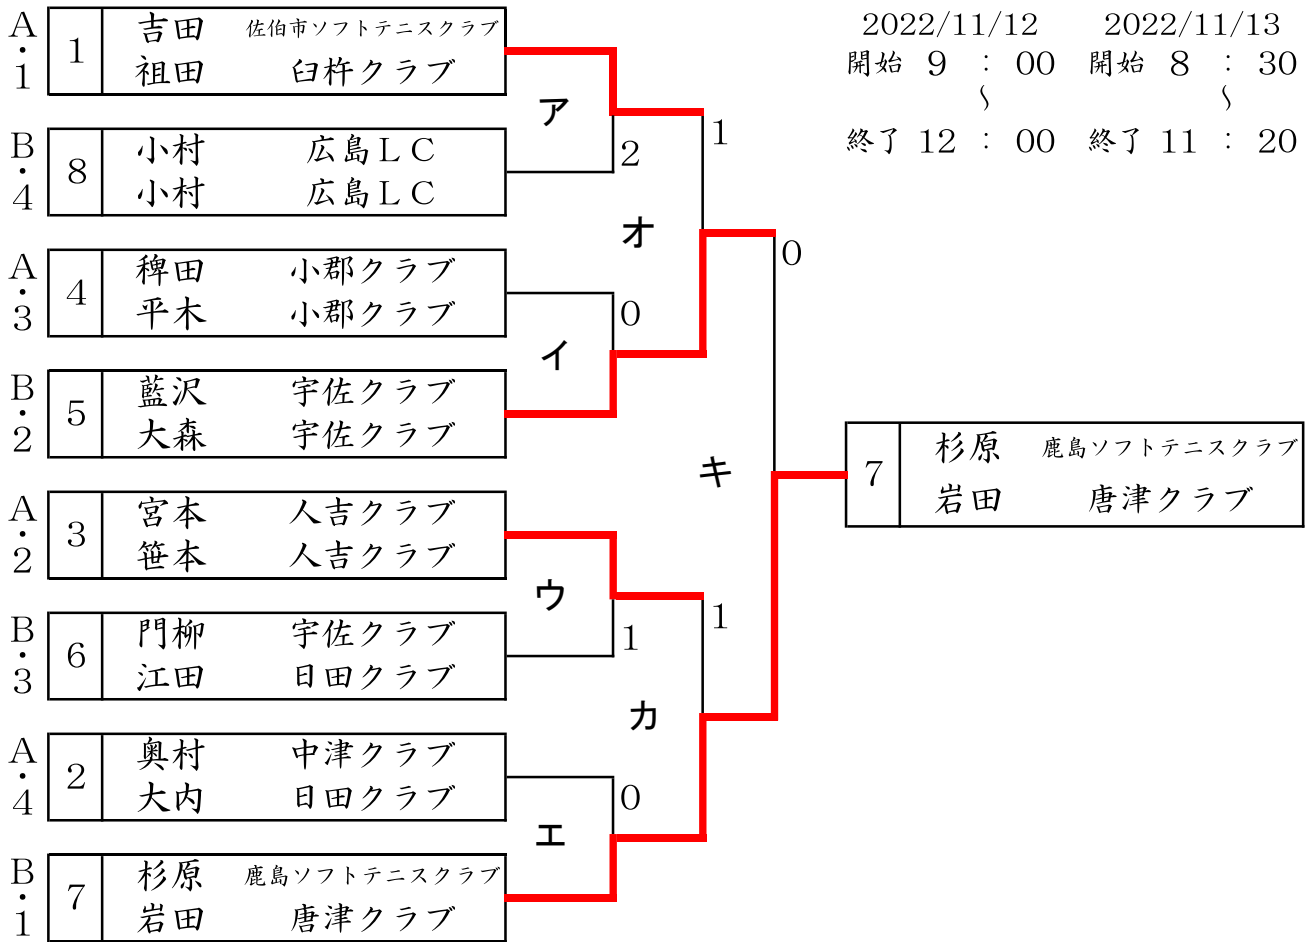 2022/11/12 2022/11/13
開始 9 : 00 開始 8 : 30
〜 〜
終了 12 : 00 終了 11 : 20
A・1 1 吉田 佐伯市ソフトテニスクラブ
祖田 臼杵クラブ
ア
2
1
B・4 8 小村 広島LC
小村 広島LC
オ
0
A・3 4 稗田 小郡クラブ
平木 小郡クラブ
イ
0
B・2 5 藍沢 宇佐クラブ
大森 宇佐クラブ
キ
7 杉原 鹿島ソフトテニスクラブ
岩田 唐津クラブ
A・2 3 宮本 人吉クラブ
笹本 人吉クラブ
ウ
1
1
B・3 6 門柳 宇佐クラブ
江田 日田クラブ
カ
A・4 2 奥村 中津クラブ
大内 日田クラブ
エ
0
B・1 7 杉原 鹿島ソフトテニスクラブ
岩田 唐津クラブ